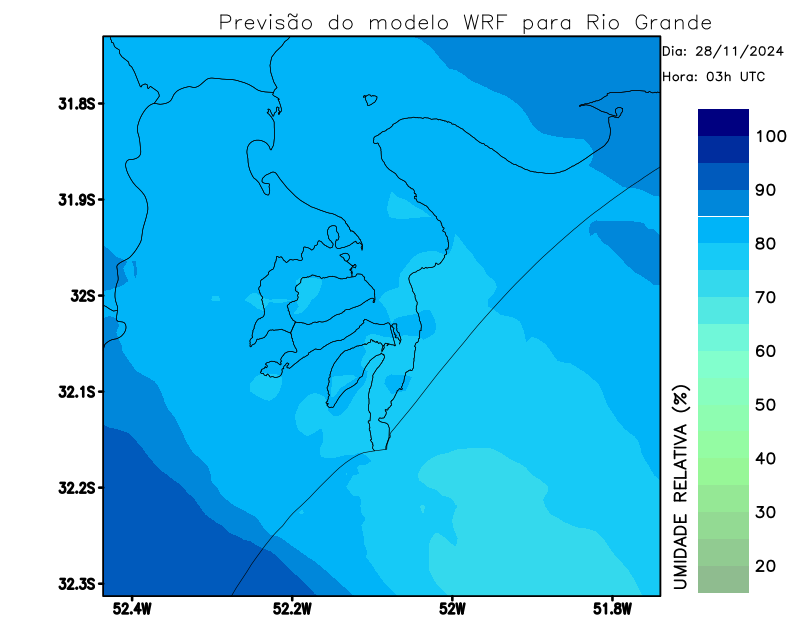 Previsão do modelo WRF para Rio Grande
Dia: 28/11/2024
Hora: 03h UTC
31.8S
31.9S
32S
32.1S
32.2S
32.3S
52.4W
52.2W
52W
51.8W
100
90
80
70
60
50
40
30
20
UMIDADE RELATIVA (%)